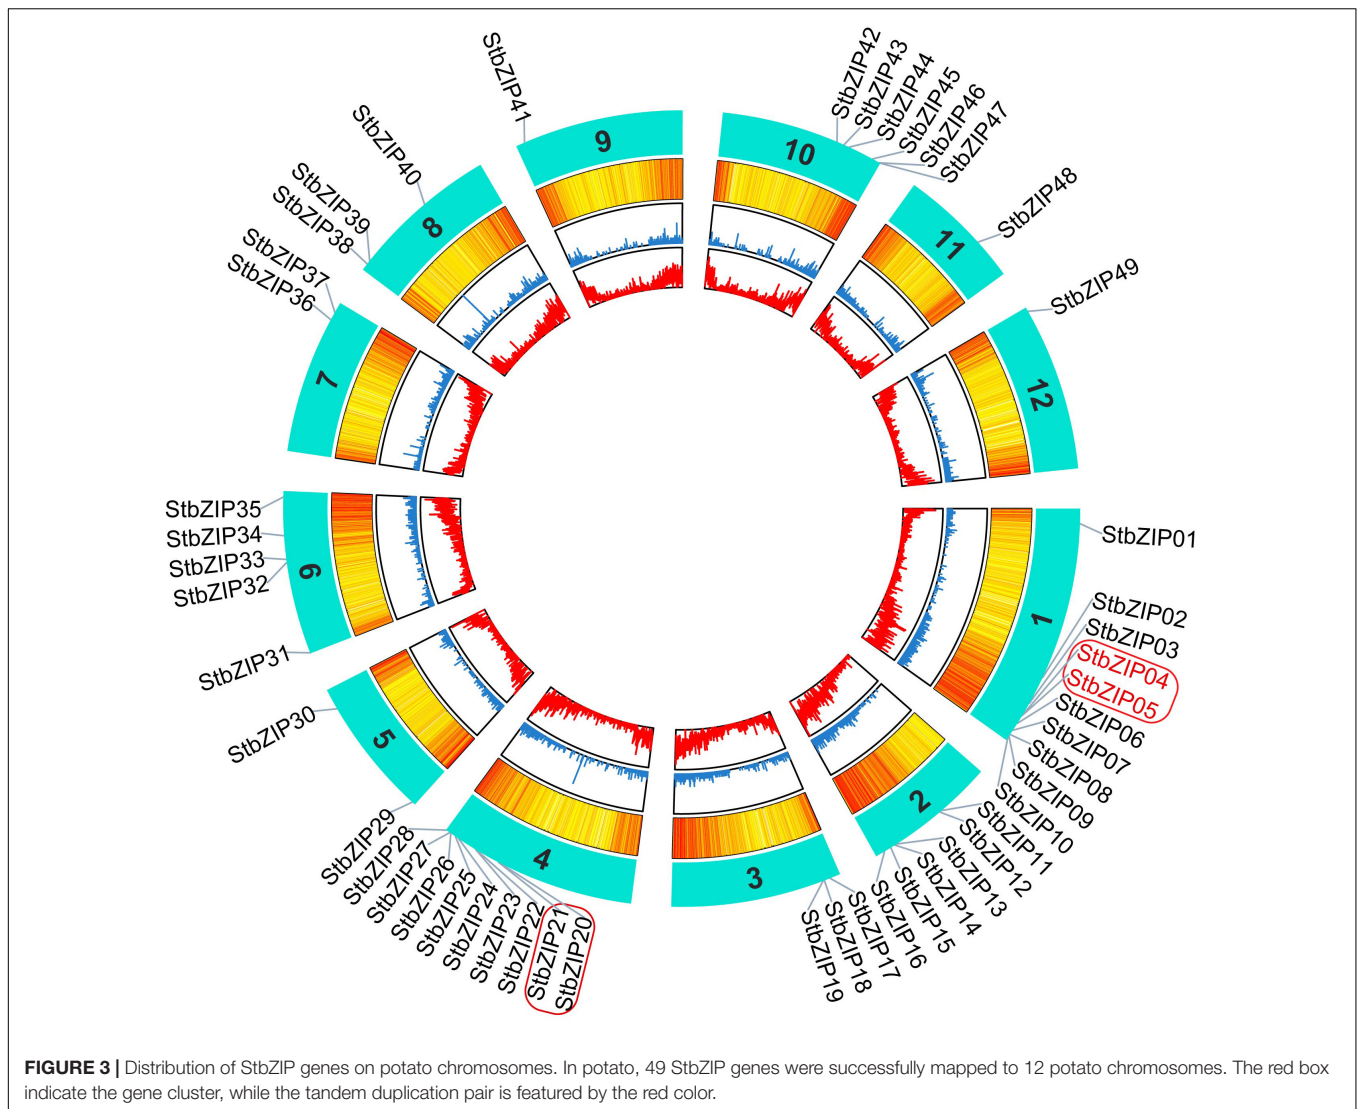 StbZIP42
StbZIP43
StbZIP44
StbZIP45
StbZIP46
StbZIP47
StbZIP41
9
10
StbZIP40
StbZIP39
StbZIP38
8
11
StbZIP48
StbZIP37
StbZIP36
7
12
StbZIP49
StbZIP35
StbZIP34
StbZIP33
StbZIP32
6
StbZIP31
1
StbZIP01
StbZIP02
StbZIP03
StbZIP04
StbZIP05
StbZIP06
StbZIP07
StbZIP08
StbZIP09
StbZIP10
StbZIP11
StbZIP12
StbZIP13
StbZIP14
StbZIP15
StbZIP16
2
StbZIP17
StbZIP18
StbZIP19
3
StbZIP20
StbZIP21
StbZIP22
StbZIP23
StbZIP24
StbZIP25
StbZIP26
StbZIP27
StbZIP28
4
StbZIP29
StbZIP30
5
FIGURE 3 | Distribution of StbZIP genes on potato chromosomes. In potato, 49 StbZIP genes were successfully mapped to 12 potato chromosomes. The red box
indicate the gene cluster, while the tandem duplication pair is featured by the red color.